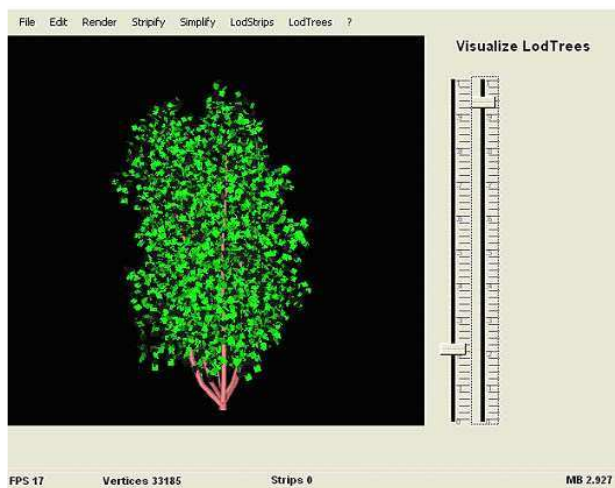 File Edit Render Stripify Simplify LodStrips LodTrees ?
Visualize LodTrees
FPS 17 Vertices 33185 Strips 0 MB 2.927